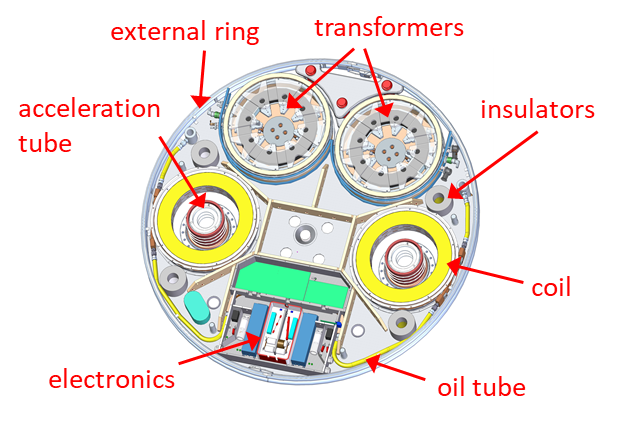 external ring
transformers
acceleration
tube
insulators
coil
electronics
oil tube